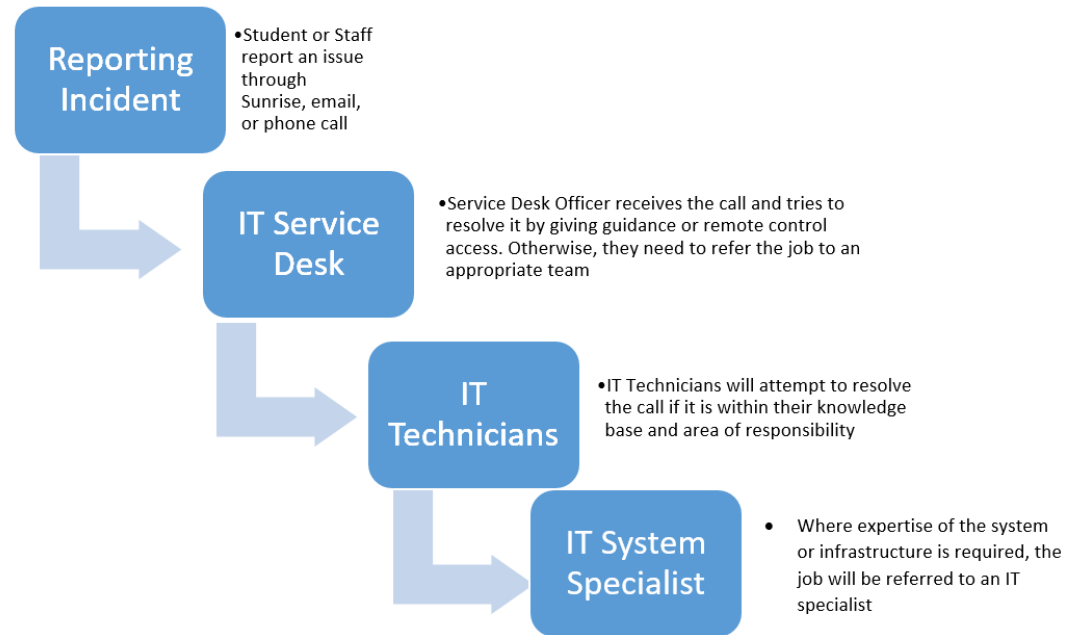 Reporting
Incident
•Student or Staff
report an issue
through
Sunrise, email,
or phone call
IT Service
Desk
•Service Desk Officer receives the call and tries to
resolve it by giving guidance or remote control
access. Otherwise, they need to refer the job to an
appropriate team
IT
Technicians
•IT Technicians will attempt to resolve
the call if it is within their knowledge
base and area of responsibility
IT System
Specialist
• Where expertise of the system
or infrastructure is required, the
job will be referred to an IT
specialist